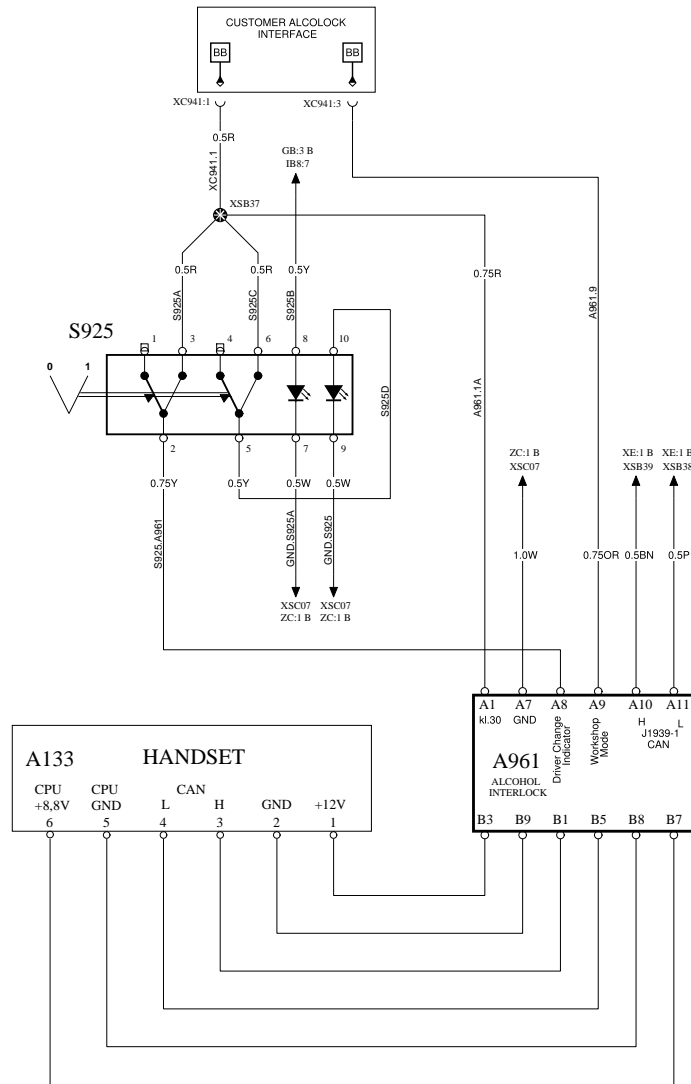 CUSTOMER ALCOLOCK
INTERFACE
BB BB
XC941:1 XC941:3
0.5R
XC941.1
GB:3 B
IB8:7
XSB37
0.5R 0.5R 0.5Y 0.75R
S925A S925C S925B A961.9
S925
1 3 4 6 8 10
0 1
S925D
A961.1A
2 5 7 9
0.75Y 0.5Y 0.5W 0.5W
S925.A961 GND.S925A GND.S925
ZC:1 B XE:1 B XE:1 B
XSC07 XSB39 XSB38
1.0W 0.75OR 0.5BN 0.5P
XSC07 XSC07
ZC:1 B ZC:1 B
A1 A7 A8 A9 A10 A11
kl.30 GND Driver Change Indicator Workshop Mode H L
J1939-1
CAN
A961
ALCOHOL
INTERLOCK
B3 B9 B1 B5 B8 B7
A133 HANDSET
CPU CPU CAN
+8,8V GND L H GND +12V
6 5 4 3 2 1